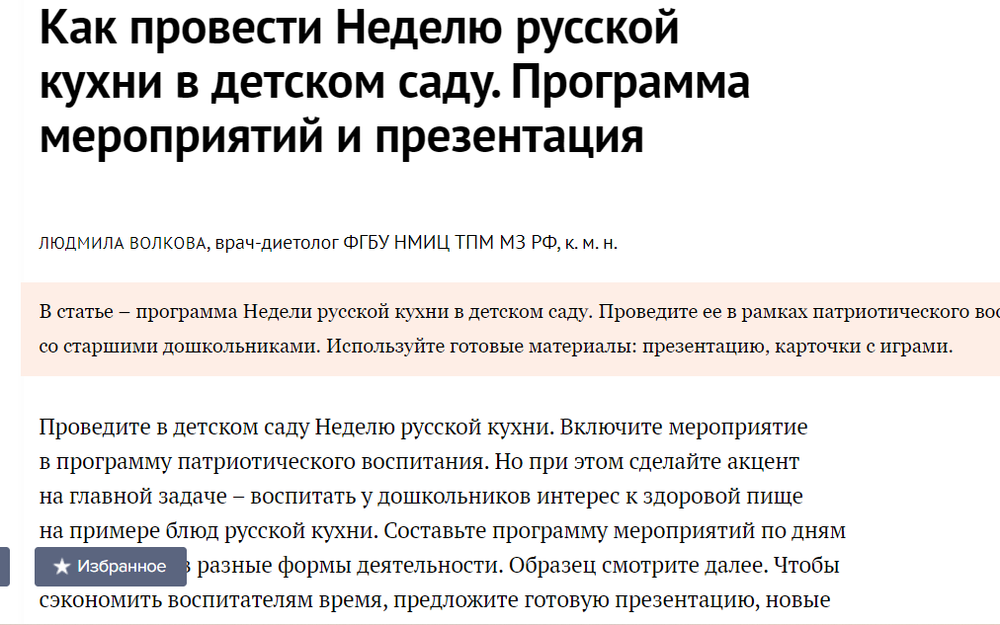 Как провести Неделю русской
кухни в детском саду. Программа
мероприятий и презентация
ЛЮДМИЛА ВОЛКОВА, врач-диетолог ФГБУ НМИЦ ТПМ МЗ РФ, к. м. н.
В статье – программа Недели русской кухни в детском саду. Проведите ее в рамках патриотического
со старшими дошкольниками. Используйте готовые материалы: презентацию, карточки с играми.
Проведите в детском саду Неделю русской кухни. Включите мероприятие
в программу патриотического воспитания. Но при этом сделайте акцент
на главной задаче – воспитать у дошкольников интерес к здоровой пище
на примере блюд русской кухни. Составьте программу мероприятий по дням
★ Избранное разные формы деятельности. Образец смотрите далее. Чтобы
сэкономить воспитателям время, предложите готовую презентацию, новые